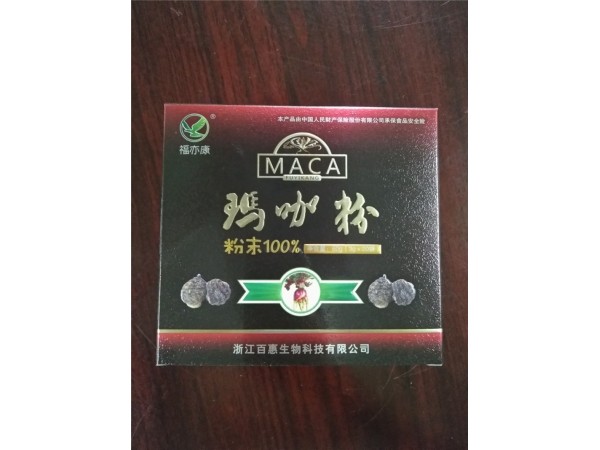 本产品由中国人民财产保险股份有限公司承保食品安全险
®
福亦康
MACA
FUYIKANG
瑪咖粉
粉末100%
浙江百惠生物科技有限公司